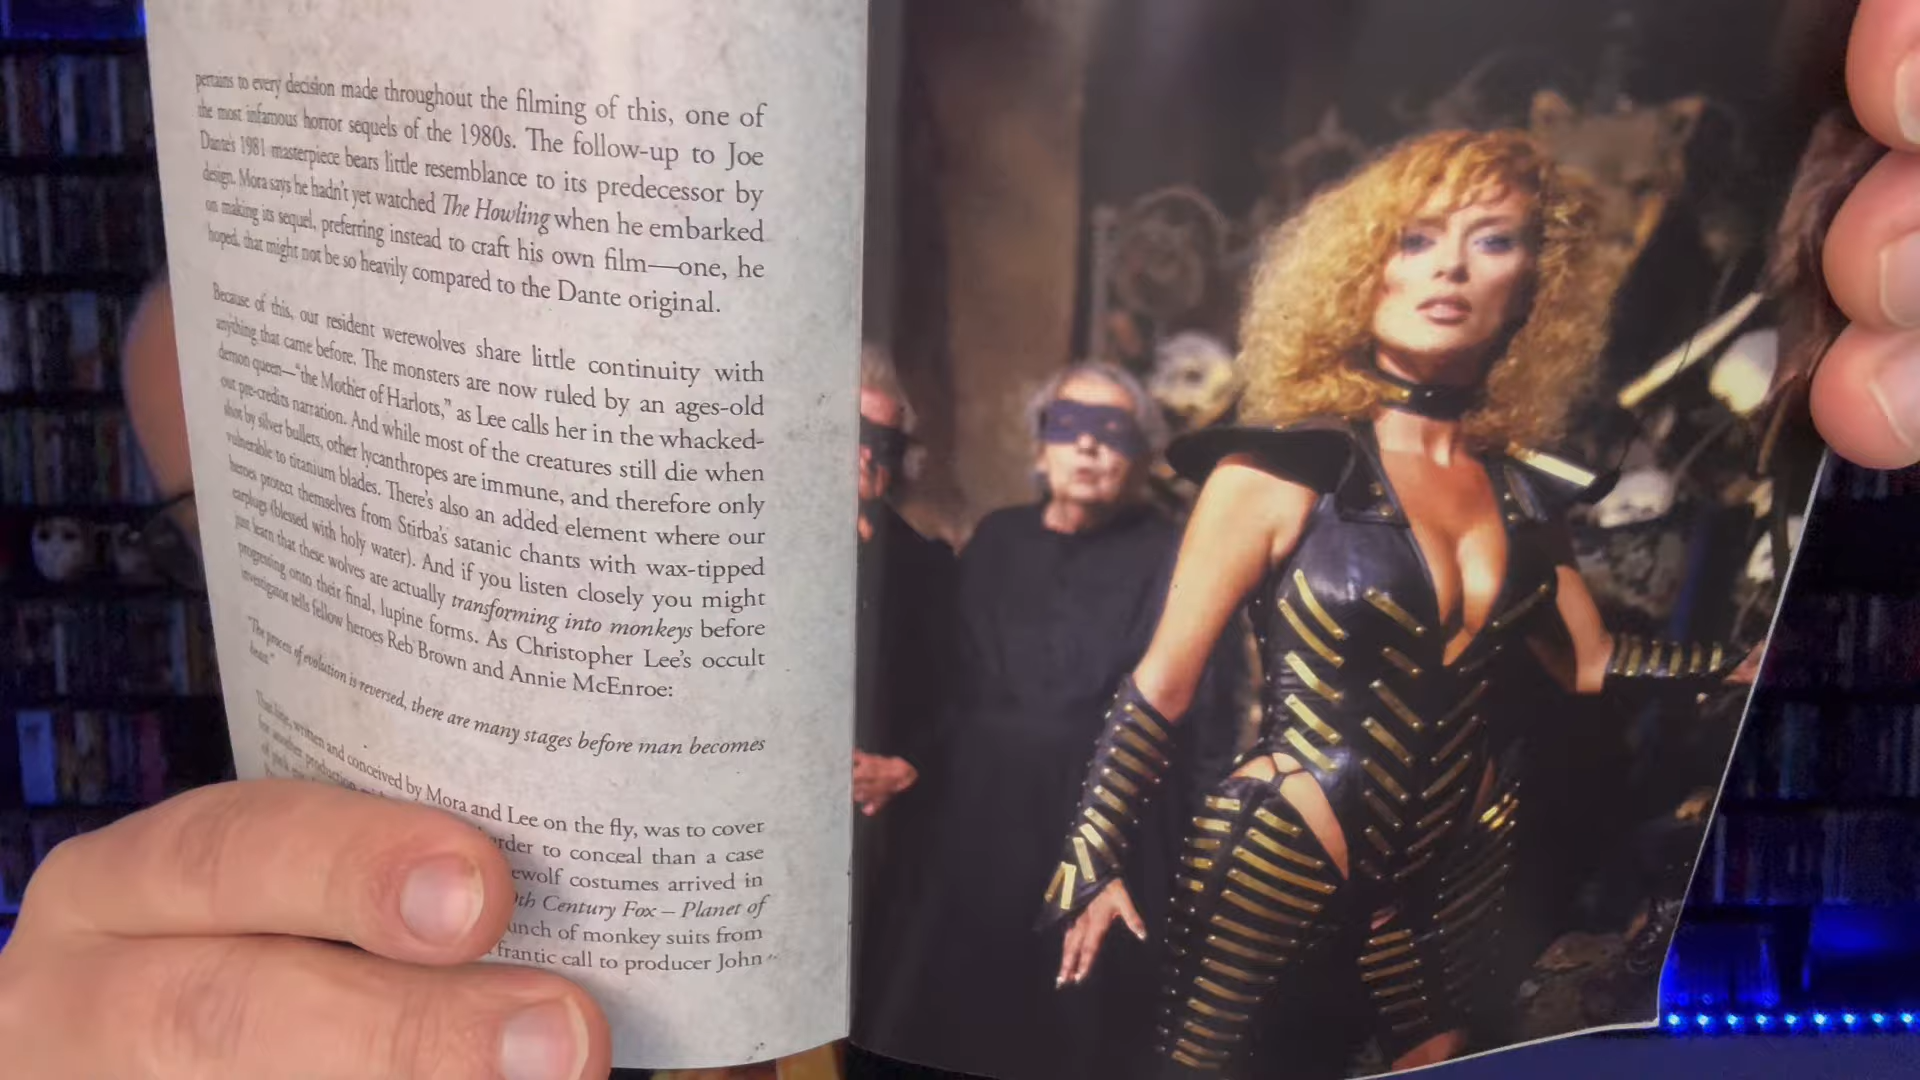 pertains to every decision made throughout the filming of this, one of
the most infamous horror sequels of the 1980s. The follow-up to Joe
Dante's 1981 masterpiece bears little resemblance to its predecessor by
design. Mora says he hadn't yet watched The Howling when he embarked
on making its sequel, preferring instead to craft his own film—one, he
hoped, that might not be so heavily compared to the Dante original.
Because of this, our resident werewolves share little continuity with
anything that came before. The monsters are now ruled by an ages-old
demon queen—"the Mother of Harlots," as Lee calls her in the whacked-
out pre-credits narration. And while most of the creatures still die when
shot by silver bullets, other lycanthropes are immune, and therefore only
vulnerable to titanium blades. There's also an added element where our
heroes protect themselves from Stirba's satanic chants with wax-tipped
earplugs (blessed with holy water). And if you listen closely you might
just learn that these wolves are actually transforming into monkeys before
progressing onto their final, lupine forms. As Christopher Lee's occult
investigator tells fellow heroes Reb Brown and Annie McEnroe:
"The process of evolution is reversed, there are many stages before man becomes
beast."
That line, written and conceived by Mora and Lee on the fly, was to cover
for another production
rder to conceal than a case
of
ewolf costumes arrived in
th Century Fox – Planet of
unch of monkey suits from
frantic call to producer John